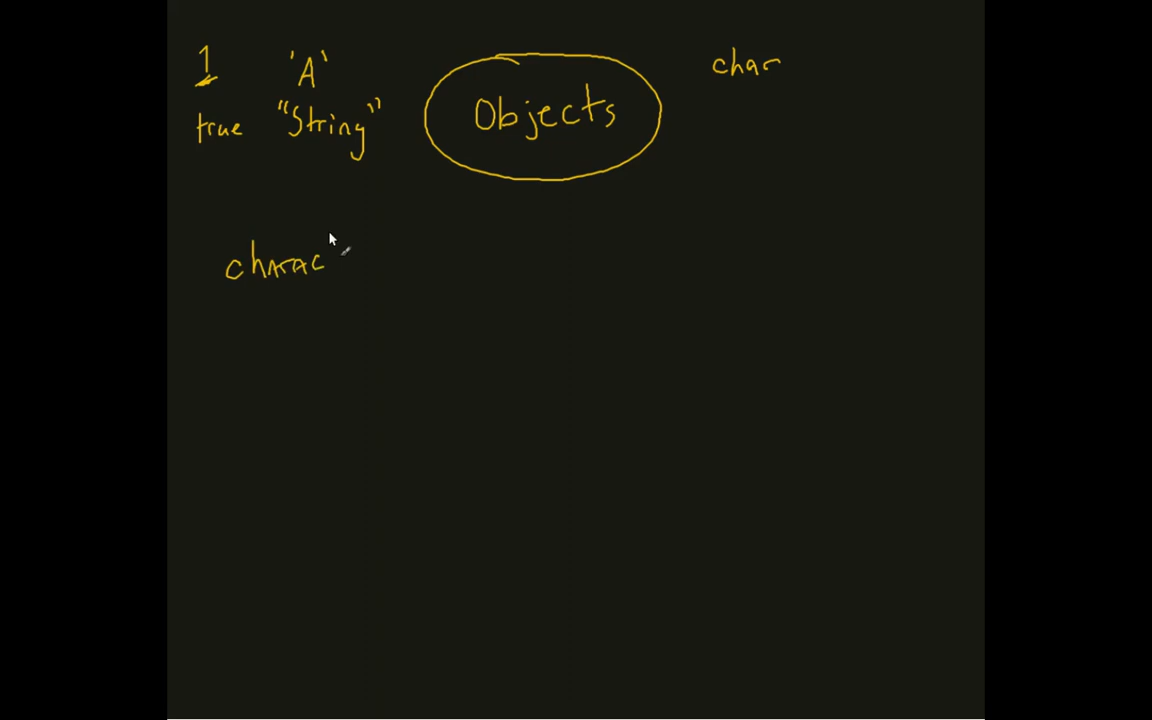 1 'A'
true "String"
Objects
char
charac